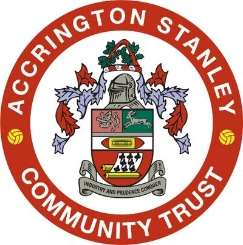 ACCRINGTON STANLEY
INDUSTRY AND PRUDENCE CONQUER
COMMUNITY TRUST